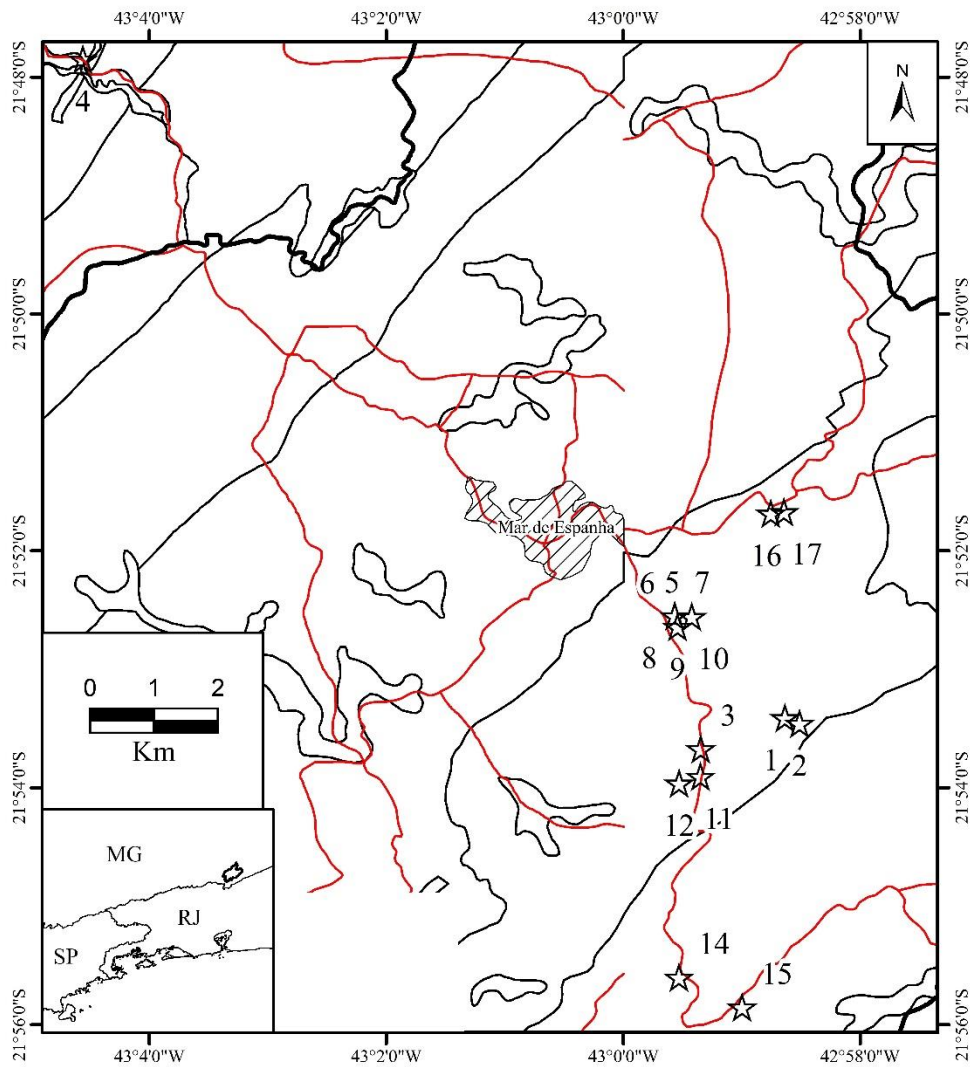 43°4'0"W 43°2'0"W 43°0'0"W 42°58'0"W
21°48'0"S 21°48'0"S
N
4
21°50'0"S 21°50'0"S
Mar de Espanha
21°52'0"S 21°52'0"S
16 17
6 5 7
8 9 10
3
1 2
0 1 2
Km
21°54'0"S 21°54'0"S
12 11
MG
RJ
SP
14
15
21°56'0"S 21°56'0"S
43°4'0"W 43°2'0"W 43°0'0"W 42°58'0"W